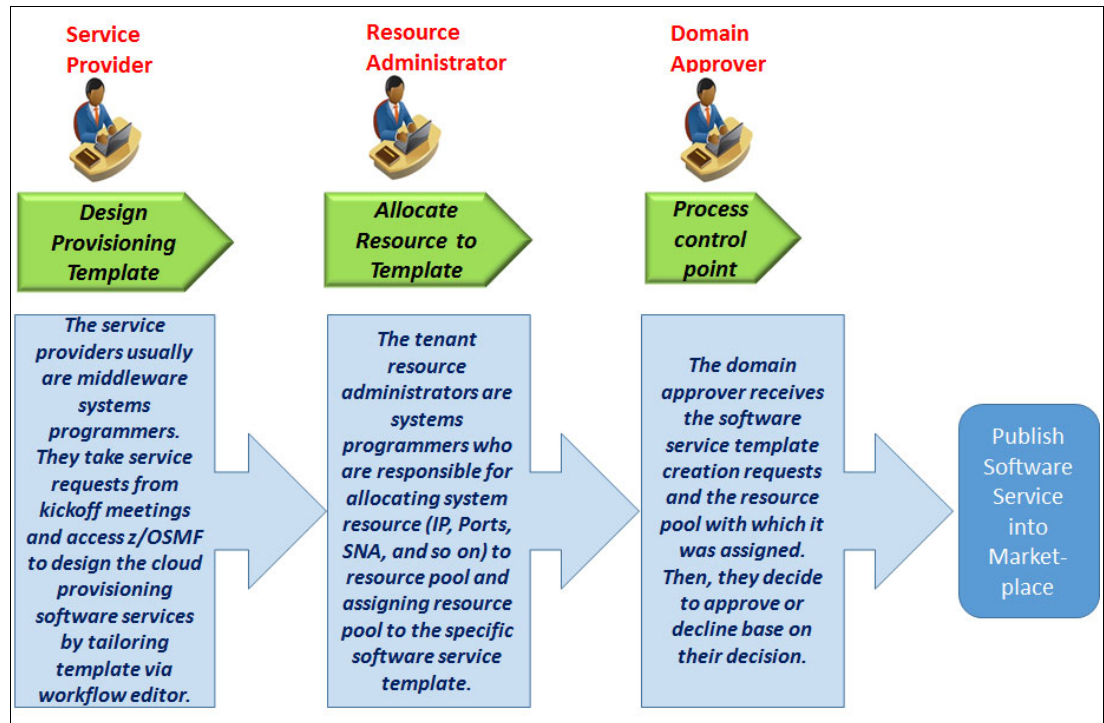 Service
Provider
Resource
Administrator
Domain
Approver
Design
Provisioning
Template
Allocate
Resource to
Template
Process
control
point
The service
providers usually
are middleware
systems
programmers.
They take service
requests from
kickoff meetings
and access z/OSMF
to design the cloud
provisioning
software services
by tailoring
template via
workflow editor.
The tenant
resource
administrators are
systems
programmers who
are responsible for
allocating system
resource (IP, Ports,
SNA, and so on) to
resource pool and
assigning resource
pool to the specific
software service
template.
The domain
approver receives
the software
service template
creation requests
and the resource
pool with which it
was assigned.
Then, they decide
to approve or
decline base on
their decision.
Publish
Software
Service
into
Market-
place